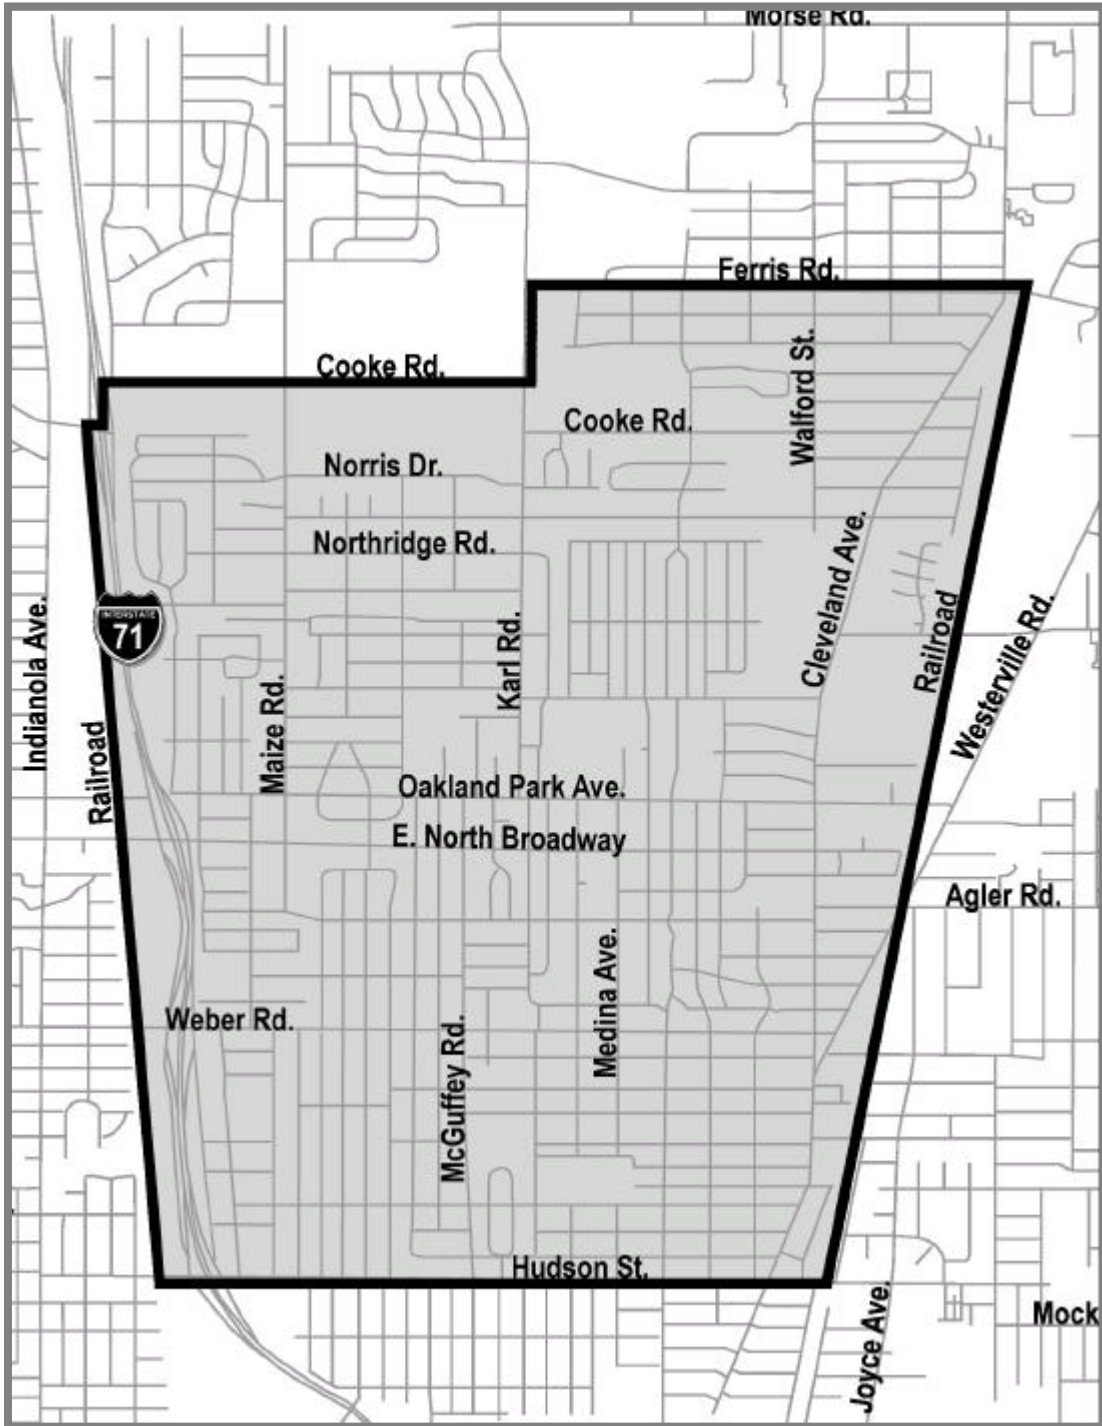 Morse Rd.
Ferris Rd.
Cooke Rd.
Walford St.
Cooke Rd.
Norris Dr.
Northridge Rd.
Cleveland Ave.
Railroad
Westerville Rd.
INTERSTATE
71
Indianola Ave.
Karl Rd.
Maize Rd.
Railroad
Oakland Park Ave.
E. North Broadway
Agler Rd.
Medina Ave.
Weber Rd.
McGuffey Rd.
Hudson St.
Joyce Ave.
Mock